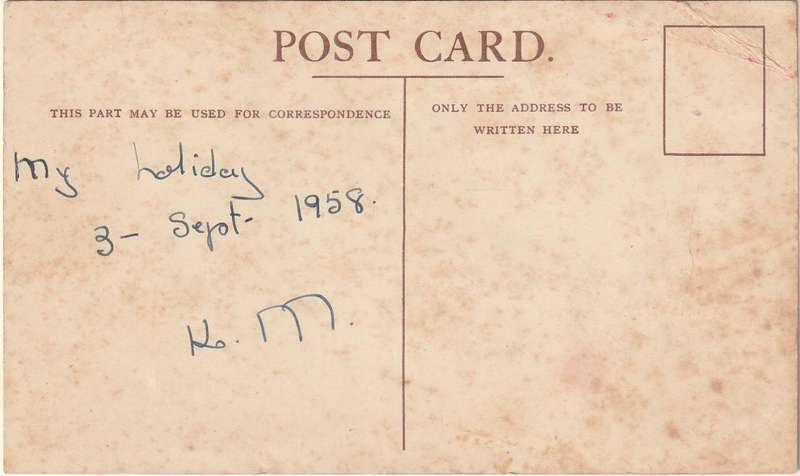 POST CARD.
THIS PART MAY BE USED FOR CORRESPONDENCE
ONLY THE ADDRESS TO BE
WRITTEN HERE
My holiday
3 - Sept - 1958.
K. M.